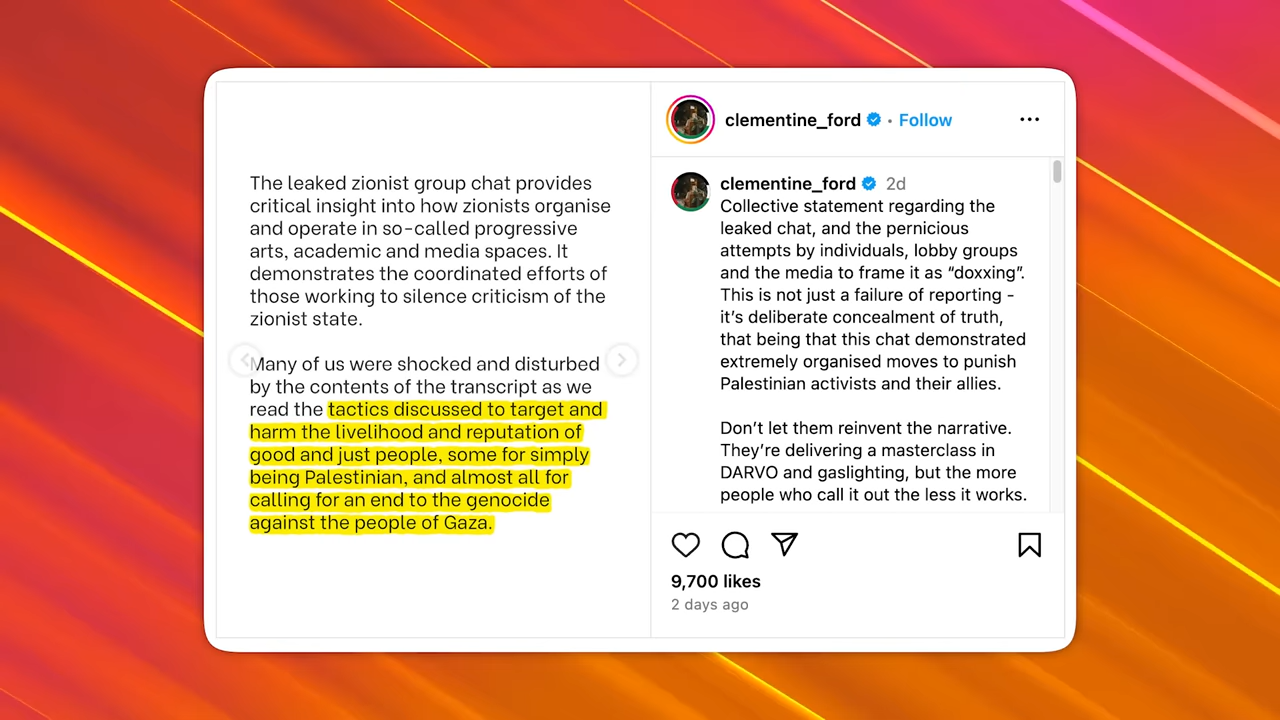 The leaked zionist group chat provides
critical insight into how zionists organise
and operate in so-called progressive
arts, academic and media spaces. It
demonstrates the coordinated efforts of
those working to silence criticism of the
zionist state.
Many of us were shocked and disturbed
by the contents of the transcript as we
read the tactics discussed to target and
harm the livelihood and reputation of
good and just people, some for simply
being Palestinian, and almost all for
calling for an end to the genocide
against the people of Gaza.
clementine_ford • Follow
clementine_ford 2d
Collective statement regarding the
leaked chat, and the pernicious
attempts by individuals, lobby groups
and the media to frame it as “doxxing”.
This is not just a failure of reporting -
it’s deliberate concealment of truth,
that being that this chat demonstrated
extremely organised moves to punish
Palestinian activists and their allies.
Don’t let them reinvent the narrative.
They’re delivering a masterclass in
DARVO and gaslighting, but the more
people who call it out the less it works.
9,700 likes
2 days ago